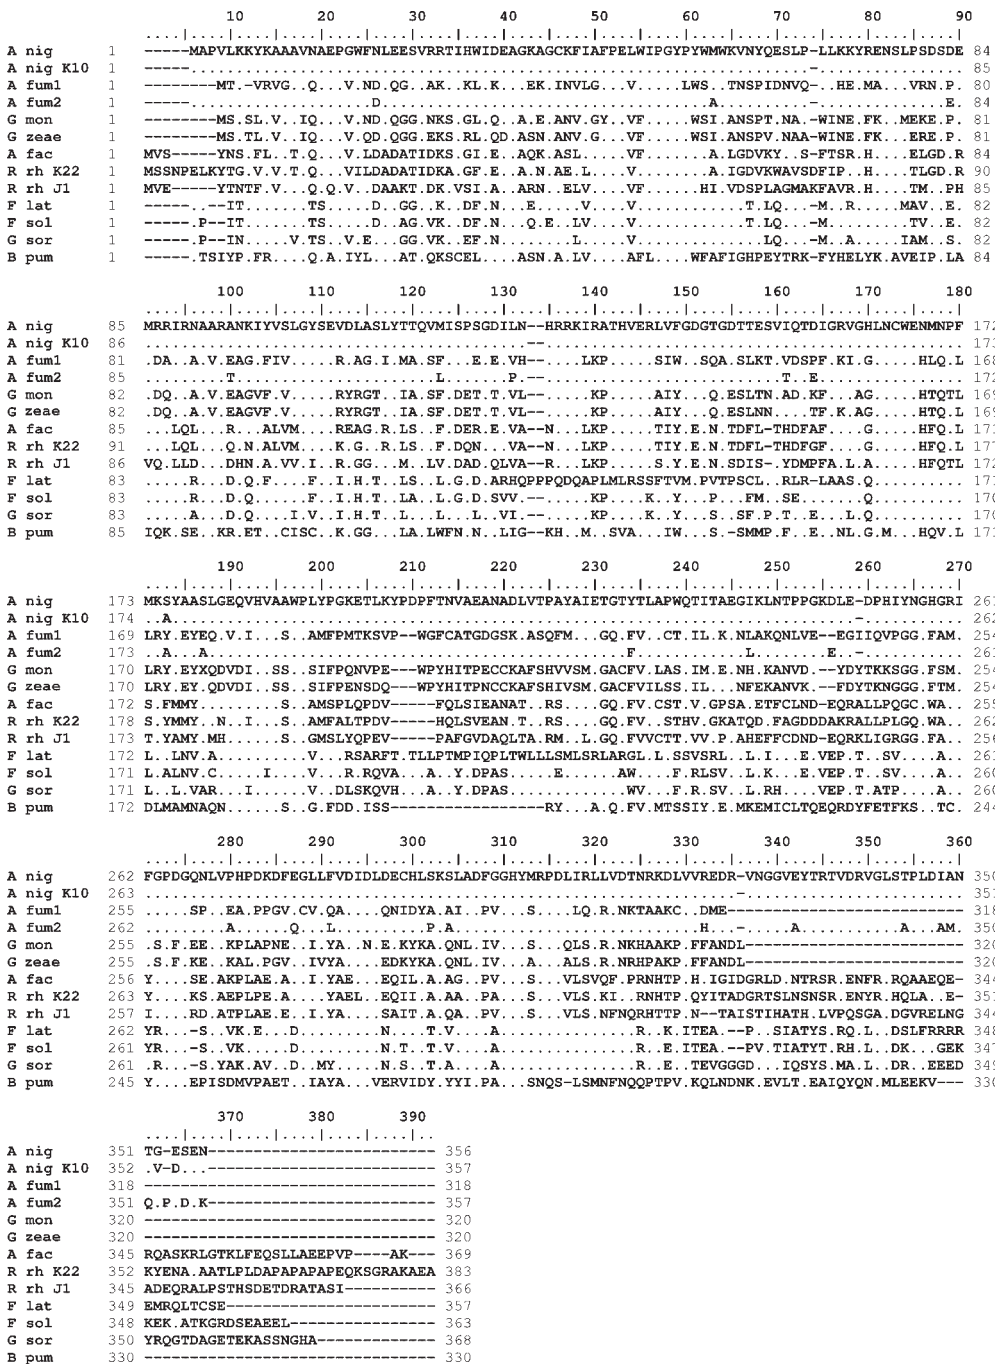 10 20 30 40 50 60 70 80 90
....|....|....|....|....|....|....|....|....|....|....|....|....|....|....|....|....|....|
A nig 1 -----MAPVLKKYKAAAVNAEPGWFNLEESVRRTIHWIDEAGKAGCKFIAFPELWIPGYPYWMWKVNYQESLP-LLKKYRENSLPSDSDE 84
A nig K10 1 -----....................................................................-................ 85
A fum1 1 --------MT.-VRVG..Q...V.ND.QG..AK..KL.K...EK.INVLG...V........LWS..TNSPIDNVQ..HE.MA...VRN.P. 80
A fum2 1 -----....................D....................................A..........-..............E. 84
G mon 1 --------MS.SL.V..IQ...V..ND.QGG.NKS.GL.Q..A.E.ANV.GY..VF......WSI.ANSPT.NA.-WINE.FK..MEKE.P. 81
G zeae 1 --------MS.TL.V..IQ...V..QD.QGG.EKS.RL.QD.ASN.ANV.G...VF......WSI.ANSPV.NAA-WINE.FK...ERE.P. 81
A fac 1 MVS-----YNS.FL..T.Q...V.LDADATIDKS.GI.E...AQK.ASL....VF.......A.LGDVKY..S-FTSR.H....ELGD.R 84
R rh K22 1 MSSNPELKYTG.V.V.T.Q...VILDADATIDKA.GF.E..A.NE.AEL....VF.......A.IGDVKWAVSDFIP..H....TLGD.R 90
R rh J1 1 MVE-----YTNTF.V...Q.Q.V.DAAKT.DK.VSI.A..ARN..ELV....VF.......HI.VDSPLAGMAKFAVR.H....TM..PH 85
F lat 1 -----.--IT......TS....D..GG..K..DF.N...E.....V....V............T.LQ...-M..R....MAV..E. 82
F sol 1 -----.P--IT......TS....D..AG.VK..DF.N...Q.E..LV....V............T.LQ...-M.........TV..E. 82
G sor 1 -----.P--IN....V.TS..V.E...GG.VK..EF.N......LV....V............LQ...-M..A....IAM..S. 82
B pum 1 -----.TSIYP.FR....Q.A.IYL...AT.QKSCEL....ASN.A.LV....AFL....WFAFIGHPEYTRK-FYHELYK.AVEIP.LA 84
100 110 120 130 140 150 160 170 180
....|....|....|....|....|....|....|....|....|....|....|....|....|....|....|....|....|....|
A nig 85 MRRIRNAARANKIYVSLGYSEVDLASLYTTQVMISPSGDILN--HRRKIRATHVERLVFGDGTGDTTESVIQTDIGRVGHLNCWENMNPF 172
A nig K10 86 ..........................................--.............................................. 173
A fum1 81 .DA..A.V.EAG.FIV.......R.AG.I.MA.SF...E.E.VH...LKP....SIW.SQA.SLKT.VDSPF.KI.G......HLQ.L 168
A fum2 85 .........T......................L.......P.--.......................T..E................ 172
G mon 82 .DQ..A.V.EAGVF.V.....RYRGT..IA.SF.DET.T.VL--....KP....AIY...Q.ESLTN.AD.KF..AG.....HTQTL 169
G zeae 82 .DQ..A.V.EAGVF.V.....RYRGT..IA.SF.DET.T.VL--....KP....AIY...Q.ESLNN...TF.K.AG.....HTQ.L 169
A fac 85 ...LQL...R...ALVM.....REAG.R.LS..F.DER.E.VA--N...LKP....TIY.E.N.TDFL-THDFAF...G.....HFQ.L 171
R rh K22 91 ...LQL...Q.N.ALVM....K.G..R.LS..F.DQN...VA--N...LKP....TIY.E.N.TDFL-THDFGF...G.....HFQ.L 177
R rh J1 86 VQ.LLD...DHN.A.VV.I..R.GG...M..LV.DAD.QLVA--R...LKP....S.Y.E.N.SDIS-.YDMPFA.L.A.....HFQTL 172
F lat 83 .....R...D.Q.F....F.I.H.T...LS...G.D.ARHQPPPQDQAPLMLRSSFTVM.PVTPSCL..RLR-LAAS.Q......... 171
F sol 83 .....R...D.Q......F.I.H.T...LA..L.G.D.SVV.....KP....K....Y...P...FM..SE......Q......... 170
G sor 83 .....A...D.Q....I.V..I.H.T...L...L...L..VI.--....KP....K....Y...SF.P.T...E..L.Q......... 170
B pum 85 IQK.SE..KR.ET..CISC..K.GG...LA.LWFN.N..LIG--KH..M..SVA...IW...S-SMMP.F..E...NL.G.M...HQV.L 171
190 200 210 220 230 240 250 260 270
....|....|....|....|....|....|....|....|....|....|....|....|....|....|....|....|....|....|
A nig 173 MKSYAASLGEQVHVAAWPLYPGKETLKYPDPFTNVAEANADLVTPAYAIETGTYTLAPWQTITAEGIKLNTPPGKDLE-DPHIYNGHGRI 261
A nig K10 174 ..A...........................................................................-........... 262
A fum1 169 LRY.EYEQ.V.I...S..AMFPMTKSVP--WGFCATGDGSK.ASQFM...GQ.FV..CT.IL.K.NLAKQNLVE--EGIIQVPGG.FAM. 254
A fum2 173 ..A...A..............................................F............L........E..-........... 261
G mon 170 LRY.EYXQDVDI..SS..SIFPQNVPE---WPYHITPECCKAFSHVVSM.GACFV.LAS.IM.E.NH.KANVD..-YDYTKKSGG.FSM. 254
G zeae 170 LRY.EY.QDVDI..SS..SIFPENSDQ---WPYHITPNCCKAFSHIVSM.GACFVILSS.IL...NFEKANVK..-FDYTKNGGG.FTM. 254
A fac 172 S.FMMY.........S..AMSPLQPDV-----FQLSIEANAT..RS...GQ.FV..CST.V.GPSA.ETFCLND-EQRALLPQGC.WA.. 255
R rh K22 178 S.YMMY..N..I...S..AMFALTPDV-----HQLSVEAN.T..RS...GQ.FV...STHV.GKATQD.FAGDDDAKRALLPLGQ.WA.. 262
R rh J1 173 T.YAMY.MH......S..GMSLYQPEV-----PAFGVDAQLTA.RM..L.GQ.FVVCTT.VV.P.AHEFFCDND-EQRKLIGRGG.FA.. 256
F lat 172 L..LNV.A.......V...RSARFT.TLLPTMPIQPLTWLLLSMLSRLARGL..L.SSVSRL..L.I...E.VEP.T..SV....A.. 261
F sol 171 L.ALNV.C....I....V..R.RQVA...A..Y.DPAS.....E......AW....F.RLSV..L.K...E.VEP.T..SV....A.. 260
G sor 171 L..L.VAR...I....V..DLSKQVH...A..Y.DPAS............WV....F.R.SV.....RH...VEP.T.ATP....A.. 260
B pum 172 DLMAMNAQN......S..G.FDD.ISS-----------------RY...A.Q.FV.MTSSIY.E.MKEMICLTQEQRDYFETFKS..TC. 244
280 290 300 310 320 330 340 350 360
....|....|....|....|....|....|....|....|....|....|....|....|....|....|....|....|....|....|
A nig 262 FGPDGQNLVPHPDKDFEGLLFVDIDLDECHLSKSLADFGGHYMRPDLIRLLVDTNRKDLVVREDR-VNGGVEYTRTVDRVGLSTPLDIAN 350
A nig K10 263 .................................................................-........................ 351
A fum1 255 .....SP...EA.PPGV.CV.QA....QNIDYA.AI..PV...S....LQ.R.NKTAAKC..DME------------------------- 318
A fum2 262 .........A......Q...L..........P.A...........................H.........A...........A...AM. 350
G mon 255 .S.F.EE..KPLAPNE..I.YA..N.E.KYKA.QNL.IV...S...QLS.R.NKHAAKP.FFANDL------------------------ 320
G zeae 255 .S.F.KE..KAL.PGV..IVYA...EDKYKA.QNL.IV...A..ALS.R.NRHPAKP.FFANDL------------------------ 320
A fac 256 Y....SE.AKPLAE.A..I.YAE...EQIL.A.AG..PV...S...VLSVQF.PRNHTP.H.IGIDGRLD.NTRSR.ENFR.RQAAEQE- 344
R rh K22 263 Y....KS.AEPLPE.A....YAEL..EQII.A.AA..PA...S...VLS.KI..RNHTP.QYITADGRTSLNSNSR.ENYR.HQLA..E- 351
R rh J1 257 I....RD.ATPLAE.E..I.YA....SAIT.A.QA..PA...S...VLS.NFNQRHTTP.N--TAISTIHATH.LVPQSGA.DGVRELNG 344
F lat 262 YR...-S..VK.E...D.......N...T.V...A..............R..K.ITEA..-P..SIATYS.RQ.L..DSLFRRRR 348
F sol 261 YR...-S..VK.....D.......N.T..T.V...A..............R..E.ITEA..-PV.TIATYT.RH.L..DK...GEK 347
G sor 261 .R...-S.YAK.AV..D..MY....N.S..T.A...A..............R..E..TEVGGGD..IQSYS.MA.L..DR..EEED 349
B pum 245 Y....EPISDMVPAET..IAYA..VERVIDY.YYI.PA...SNQS-LSMNFNQQPTPV.KQLNDNK.EVLT.EAIQYQN.MLEEKV--- 330
370 380 390
....|....|....|....|....|....|..
A nig 351 TG-ESEN------------------------- 356
A nig K10 352 .V-D...------------------------- 357
A fum1 318 -------------------------------- 318
A fum2 351 Q.P.D.K------------------------- 357
G mon 320 -------------------------------- 320
G zeae 320 -------------------------------- 320
A fac 345 RQASKRLGTKLFEQSLLAEEPVP----AK--- 369
R rh K22 352 KYENA.AATLPLDAPAPAPAPEQKSGRAKAEA 383
R rh J1 345 ADEQRALPSTHSDETDRATASI---------- 366
F lat 349 EMRQLTCSE----------------------- 357
F sol 348 KEK.ATKGRDSEAEEL---------------- 363
G sor 350 YRQGTDAGETEKASSNGHA------------- 368
B pum 330 -------------------------------- 330